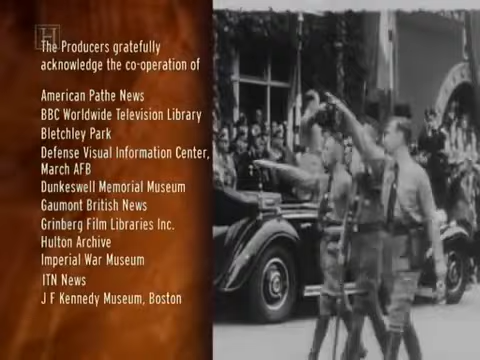 H
The Producers gratefully
acknowledge the co-operation of
American Pathe News
BBC Worldwide Television Library
Bletchley Park
Defense Visual Information Center,
March AFB
Dunkeswell Memorial Museum
Gaumont British News
Grinberg Film Libraries Inc.
Hulton Archive
Imperial War Museum
ITN News
J F Kennedy Museum, Boston